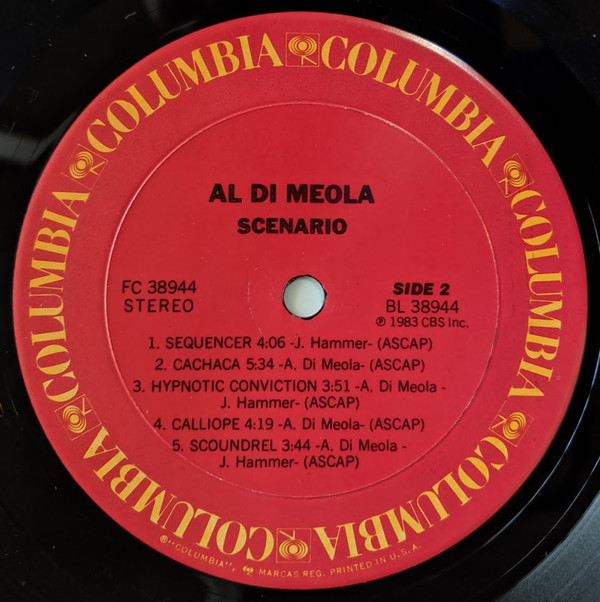 COLUMBIA COLUMBIA COLUMBIA COLUMBIA COLUMBIA COLUMBIA COLUMBIA COLUMBIA
AL DI MEOLA
SCENARIO
FC 38944
STEREO
SIDE 2
BL 38944
℗ 1983 CBS Inc.
1. SEQUENCER 4:06 -J. Hammer- (ASCAP)
2. CACHACA 5:34 -A. Di Meola- (ASCAP)
3. HYPNOTIC CONVICTION 3:51 -A. Di Meola -
J. Hammer- (ASCAP)
4. CALLIOPE 4:19 -A. Di Meola- (ASCAP)
5. SCOUNDREL 3:44 -A. Di Meola -
J. Hammer- (ASCAP)
®"COLUMBIA", MARCAS REG. PRINTED IN U.S.A.